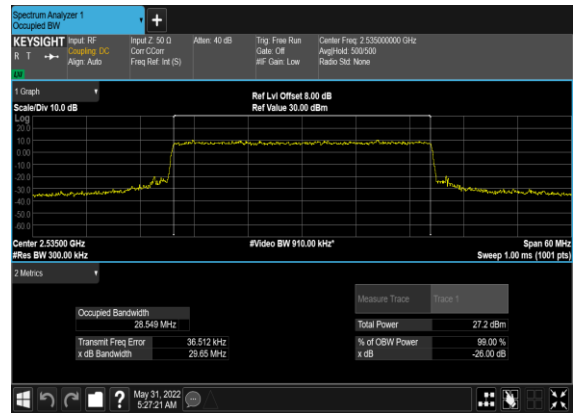 Spectrum Analyzer 1
Occupied BW
+
KEYSIGHT Input: RF Input Z: 50 Ω Atten: 40 dB Trig: Free Run Center Freq: 2.535000000 GHz
R T Coupling: DC Corr CCorr Gate: Off Avg|Hold: 500/500
Align: Auto Freq Ref: Int (S) #IF Gain: Low Radio Std: None
LXI
1 Graph
Ref Lvl Offset 8.00 dB
Scale/Div 10.0 dB Ref Value 30.00 dBm
Log
20.0
10.0
0.00
-10.0
-20.0
-30.0
-40.0
-50.0
-60.0
Center 2.53500 GHz #Video BW 910.00 kHz* Span 60 MHz
#Res BW 300.00 kHz Sweep 1.00 ms (1001 pts)
2 Metrics
Measure Trace Trace 1
Occupied Bandwidth
28.549 MHz
Total Power 27.2 dBm
Transmit Freq Error 36.512 kHz % of OBW Power 99.00 %
x dB Bandwidth 29.65 MHz x dB -26.00 dB
? May 31, 2022
5:27:21 AM